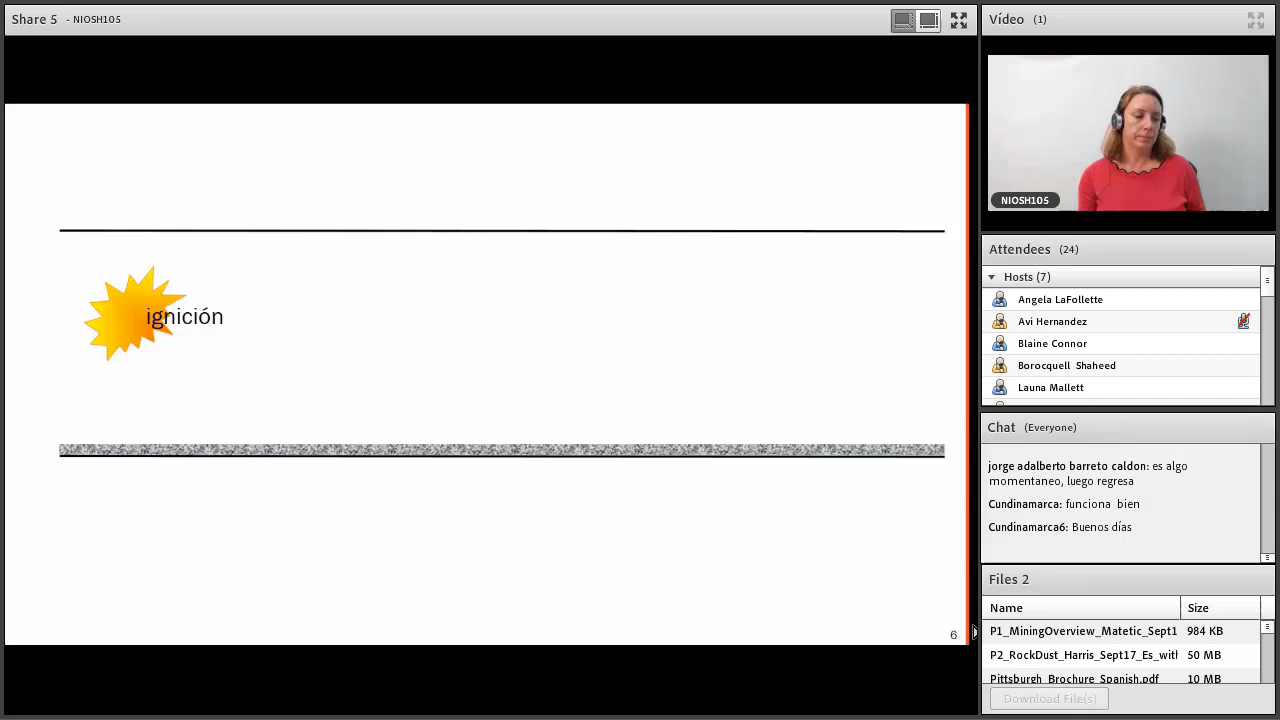 Share 5 - NIOSH105
ignición
6
Vídeo (1)
NIOSH105
Attendees (24)
Hosts (7)
Angela LaFollette
Avi Hernandez
Blaine Connor
Borocquell Shaheed
Launa Mallett
Chat (Everyone)
jorge adalberto barreto caldon: es algo
momentaneo, luego regresa
Cundinamarca: funciona bien
Cundinamarca6: Buenos días
Files 2
Name Size
P1_MiningOverview_Matetic_Sept1 984 KB
P2_RockDust_Harris_Sept17_Es_with 50 MB
Pittsburgh_Brochure_Spanish.pdf 10 MB
Download File(s)